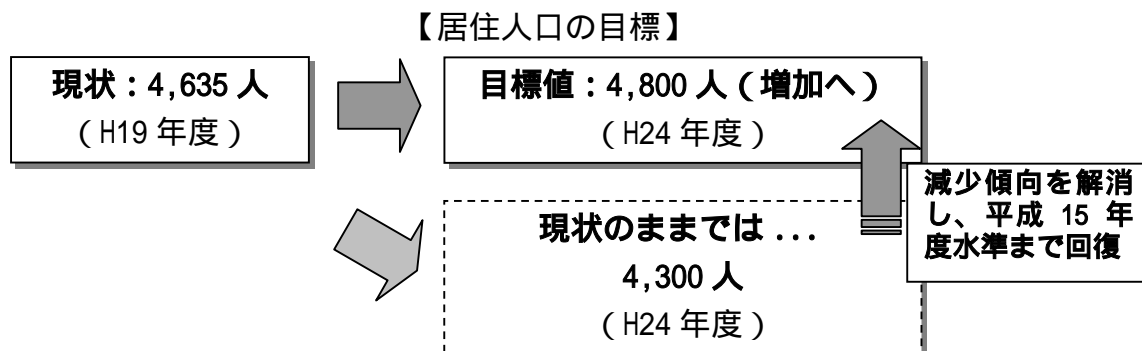 【居住人口の目標】
現状：4,635 人
（H19 年度）
目標値：4,800 人（増加へ）
（H24 年度）
減少傾向を解消
し、平成 15 年
度水準まで回復
現状のままでは ...
4,300 人
（H24 年度）